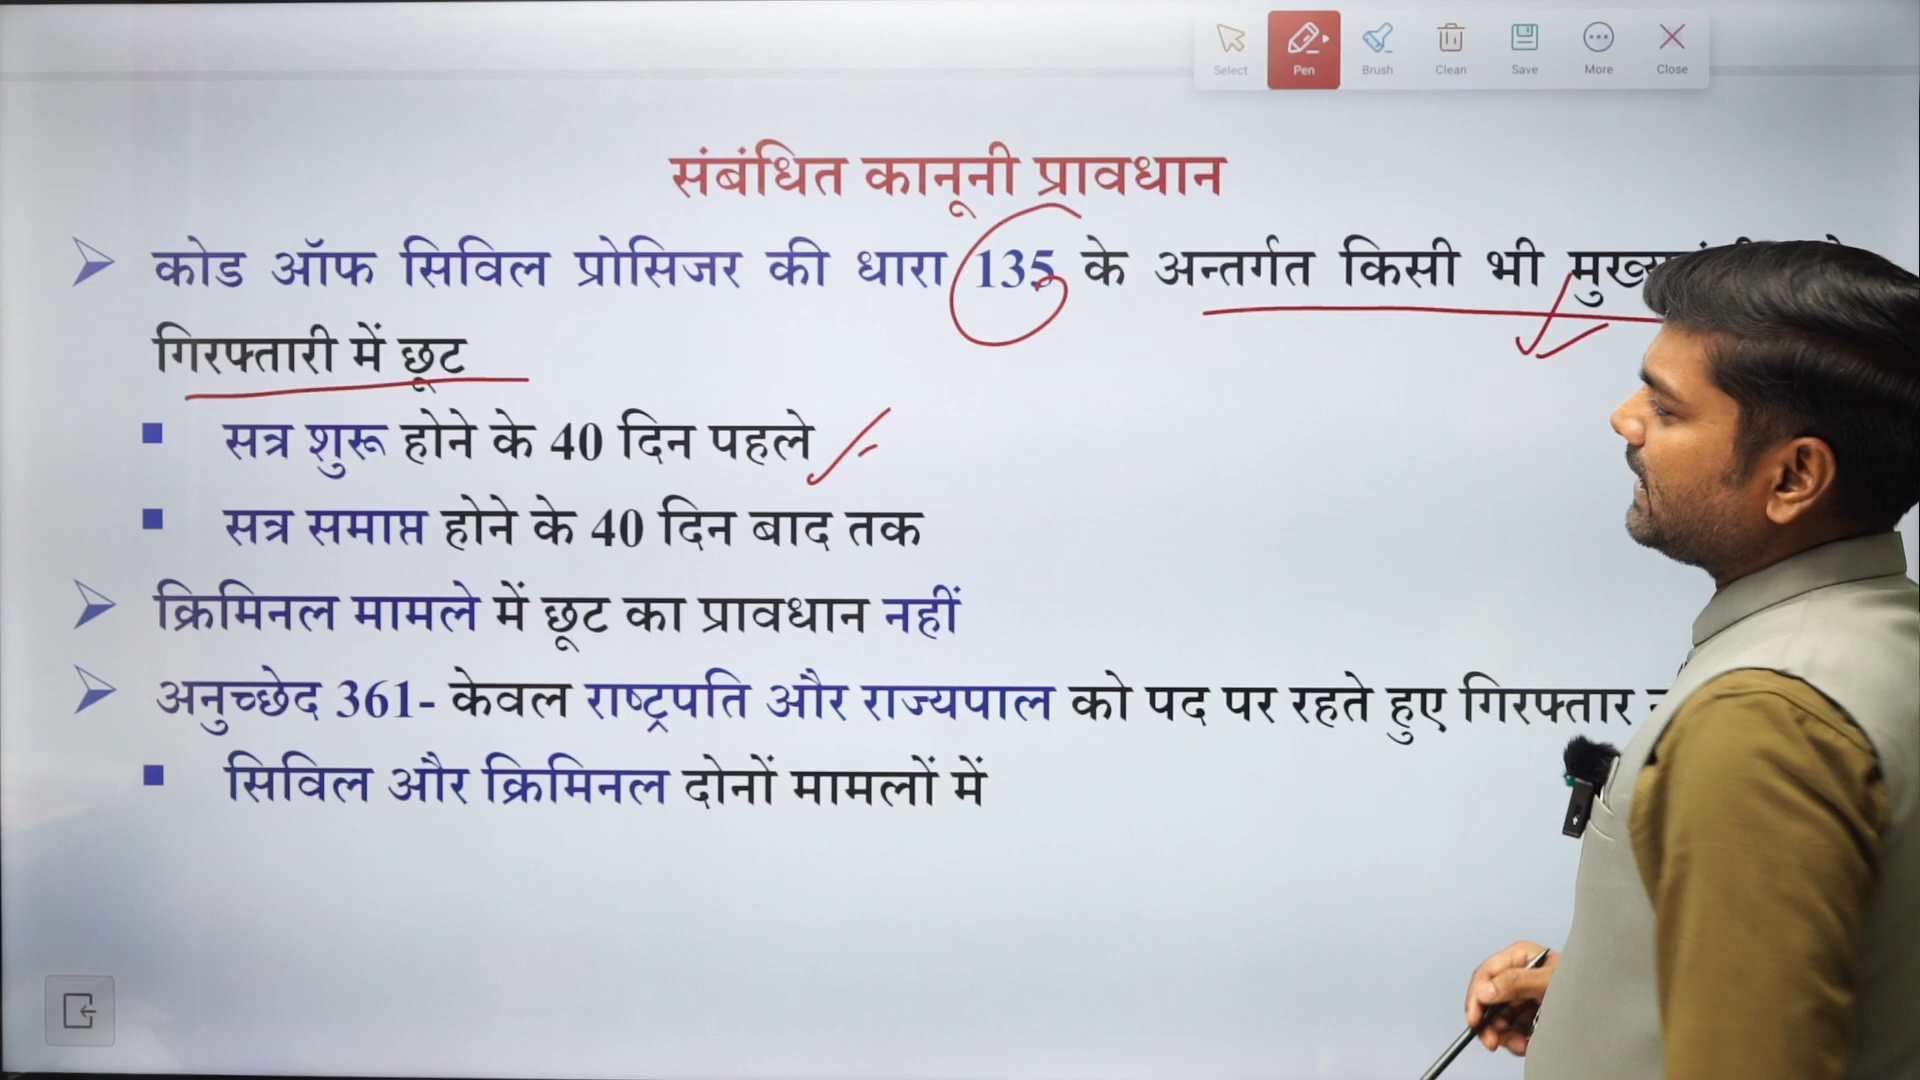 Select Pen Brush Clean Save More Close
संबंधित कानूनी प्रावधान
कोड ऑफ सिविल प्रोसिजर की धारा 135 के अन्तर्गत किसी भी
गिरफ्तारी में छूट
सत्र शुरू होने के 40 दिन पहले
सत्र समाप्त होने के 40 दिन बाद तक
क्रिमिनल मामले में छूट का प्रावधान नहीं
अनुच्छेद 361- केवल राष्ट्रपति और राज्यपाल को पद पर रहते हुए गिरफ्तार
सिविल और क्रिमिनल दोनों मामलों में